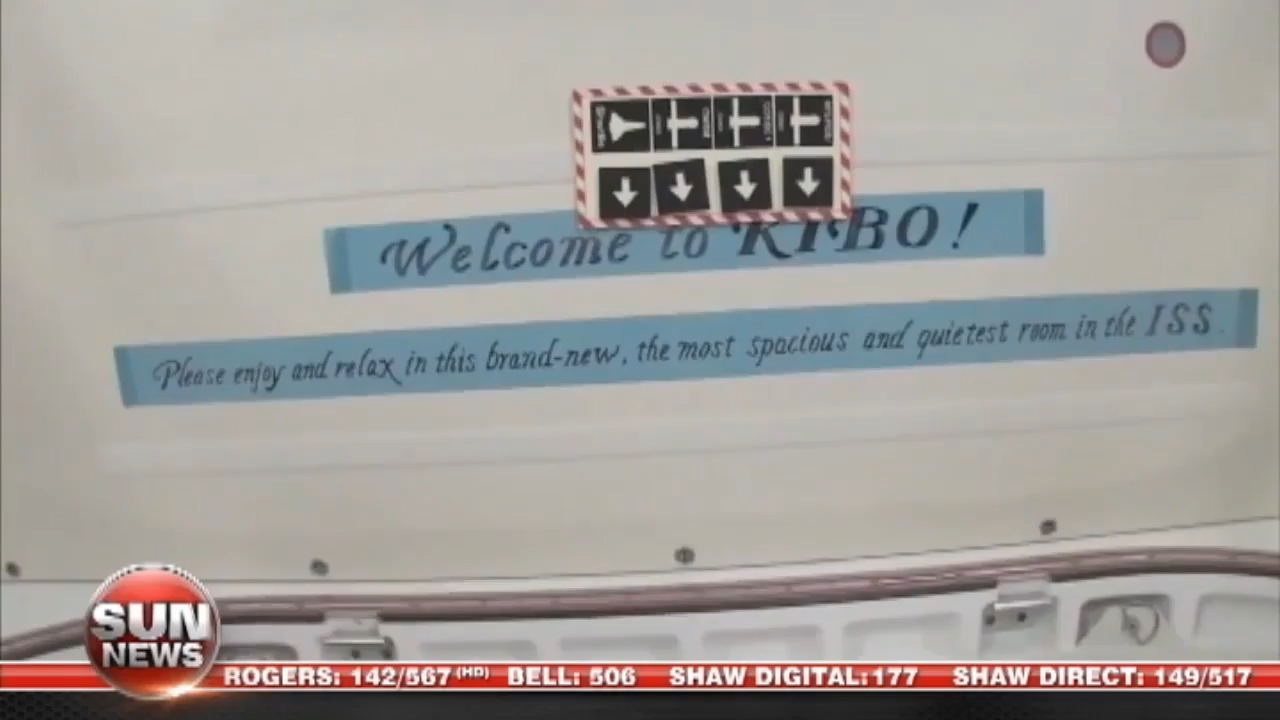 Welcome to KIBO!
Please enjoy and relax in this brand-new, the most spacious and quietest room in the ISS.
SUN
NEWS
ROGERS: 142/567 (HD) BELL: 506 SHAW DIGITAL:177 SHAW DIRECT: 149/517